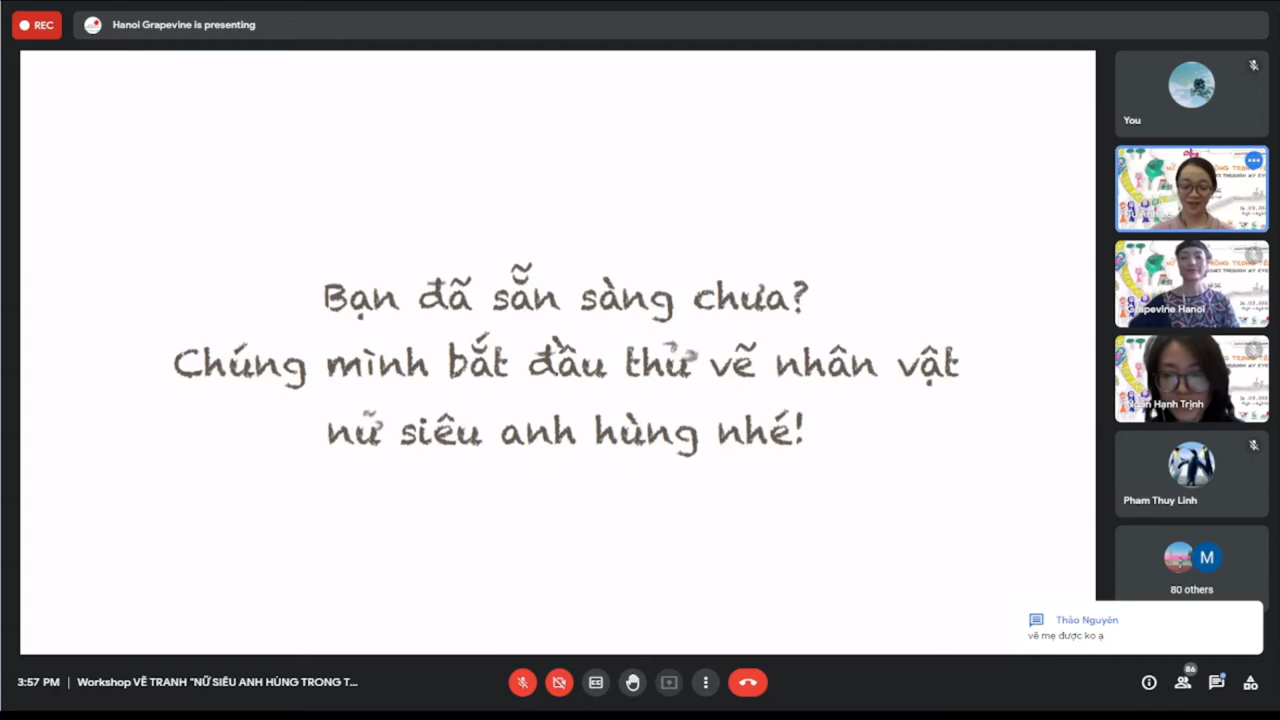 REC
Hanoi Grapevine is presenting
You
Bạn đã sẵn sàng chưa?
Chúng mình bắt đầu thử vẽ nhân vật
nữ siêu anh hùng nhé!
Grapevine Hanoi
Ngân Hạnh Trịnh
Pham Thuy Linh
M
80 others
Thảo Nguyên
vẽ mẹ được ko ạ
3:57 PM | Workshop VẼ TRANH "NỮ SIÊU ANH HÙNG TRONG T...
86